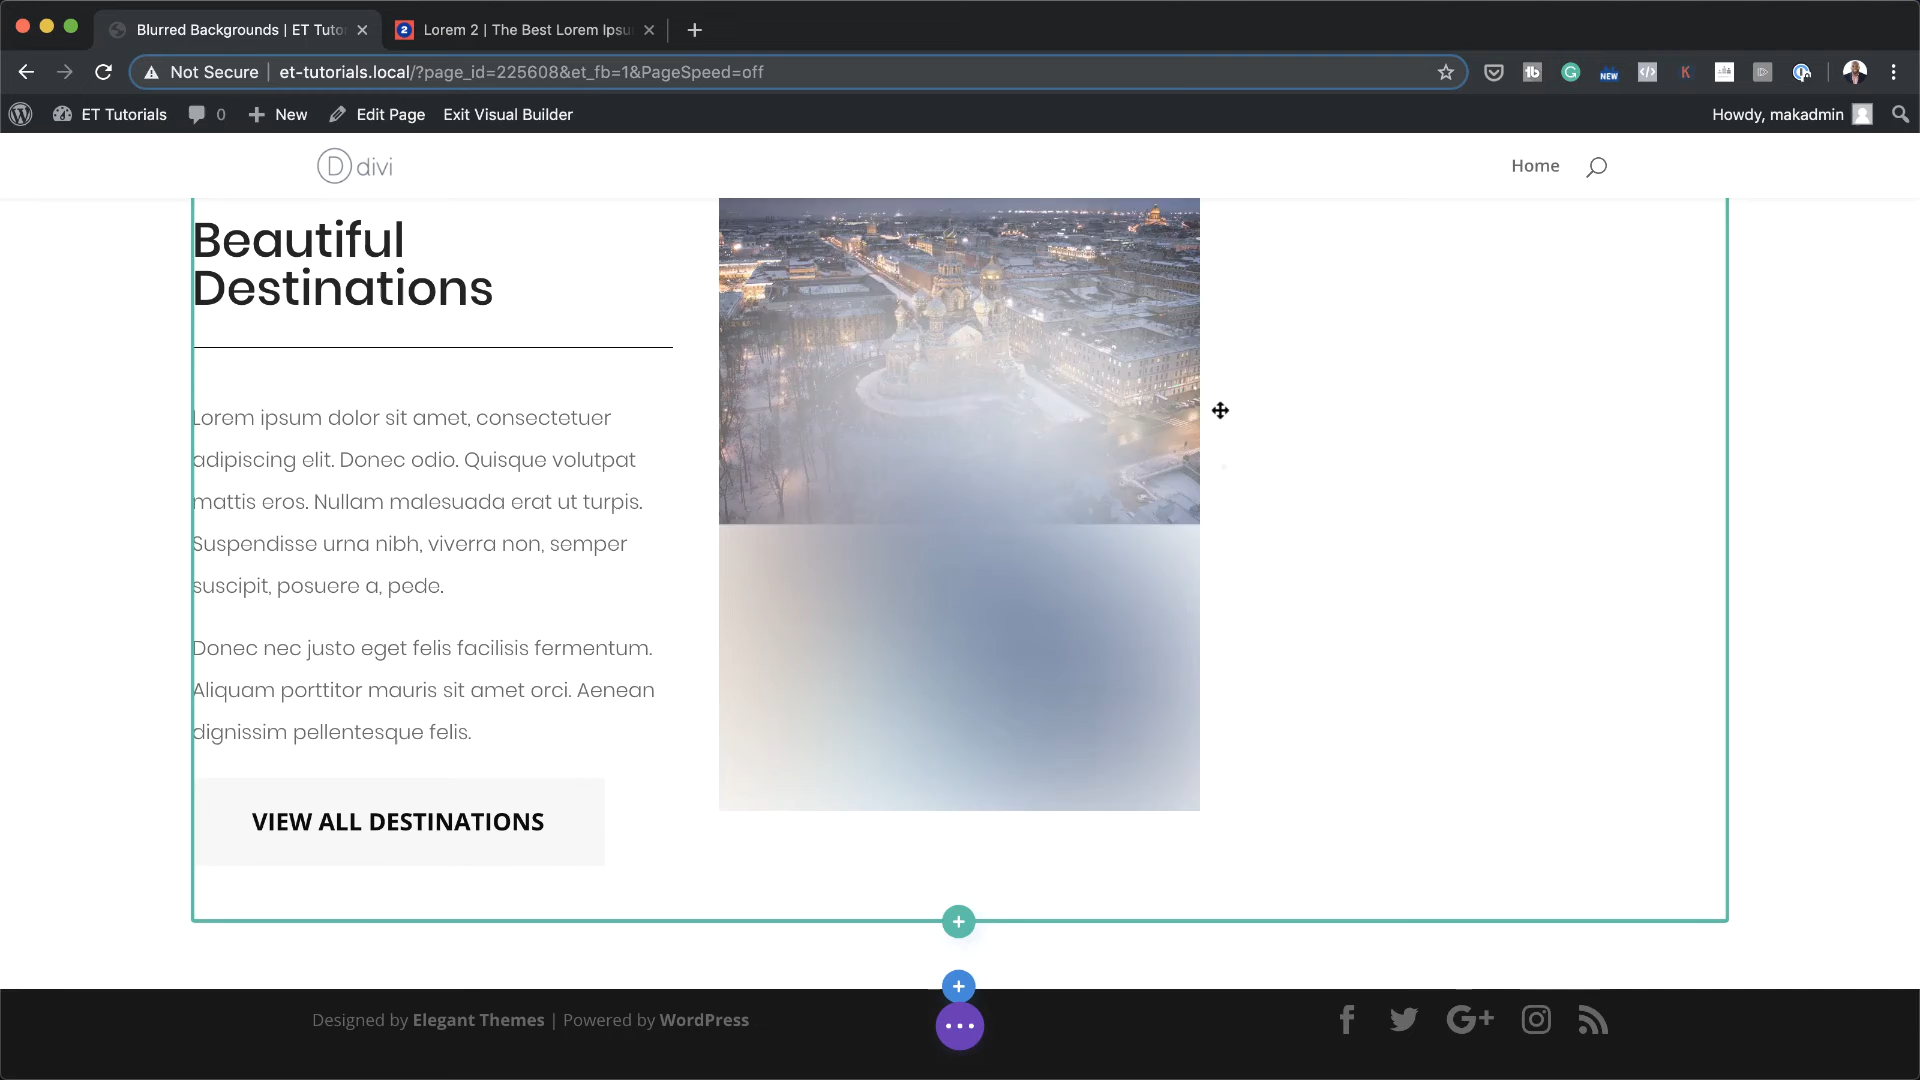 Blurred Backgrounds | ET Tuto
2
Lorem 2 | The Best Lorem Ipsu
Not Secure
et-tutorials.local/?page_id=225608&et_fb=1&PageSpeed=off
NEW
ET Tutorials
0
New
Edit Page
Exit Visual Builder
Howdy, makadmin
D divi
Home
Beautiful
Destinations
Lorem ipsum dolor sit amet, consectetuer
adipiscing elit. Donec odio. Quisque volutpat
mattis eros. Nullam malesuada erat ut turpis.
Suspendisse urna nibh, viverra non, semper
suscipit, posuere a, pede.
Donec nec justo eget felis facilisis fermentum.
Aliquam porttitor mauris sit amet orci. Aenean
dignissim pellentesque felis.
VIEW ALL DESTINATIONS
Designed by Elegant Themes | Powered by WordPress